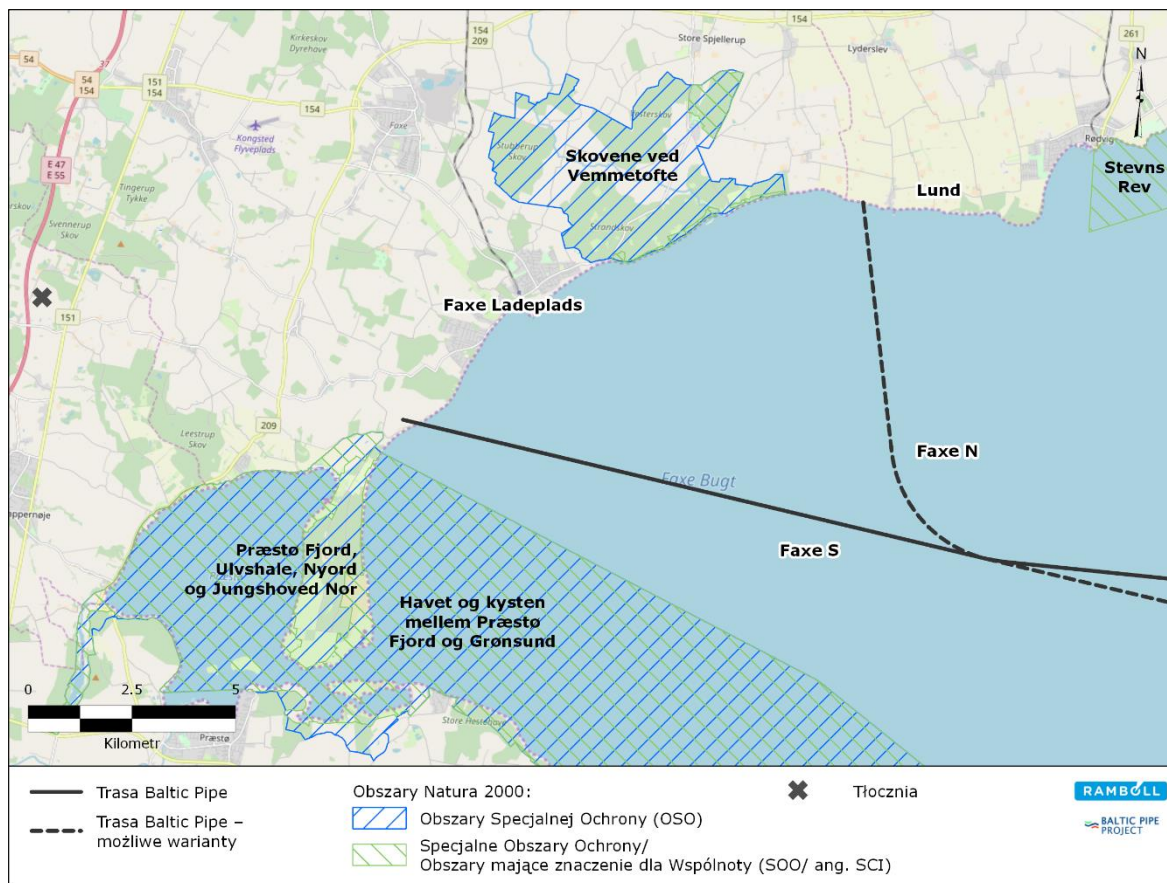 54
37
154
209
154
261
Store Spjellerup
Lyderslev
Kirkeskov
Dyrehave
54
154
151
154
154
N
Faxe
Kongsted
Flyveplads
Stubberup
Skov
Rødvig
E 47
E 55
Tingerup
Tykke
Skovene ved
Vemmetofte
Stevns
Rev
Lund
Svennerup
Skov
Strandskov
151
Faxe Ladeplads
209
Leestrup
Skov
Faxe N
Faxe Bugt
Faxe S
Præstø Fjord,
Ulvshale, Nyord
og Jungshoved Nor
Havet og kysten
mellem Præstø
Fjord og Grønsund
0 2.5 5
Kilometr
Præstø
Trasa Baltic Pipe
Trasa Baltic Pipe –
możliwe warianty
Obszary Natura 2000:
Obszary Specjalnej Ochrony (OSO)
Specjalne Obszary Ochrony/
Obszary mające znaczenie dla Wspólnoty (SOO/ ang. SCI)
Tłocznia
RAMBOLL
BALTIC PIPE
PROJECT